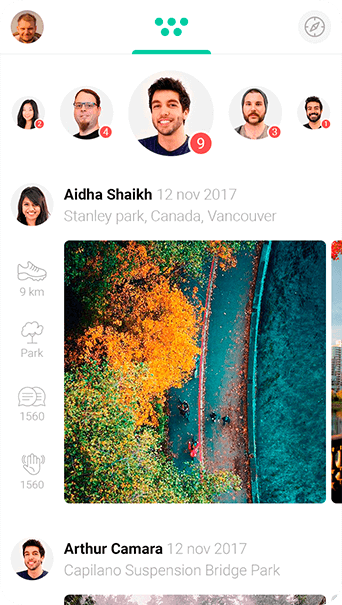 2
4
9
3
1
Aidha Shaikh 12 nov 2017
Stanley park, Canada, Vancouver
9 km
Park
1560
1560
Arthur Camara 12 nov 2017
Capilano Suspension Bridge Park